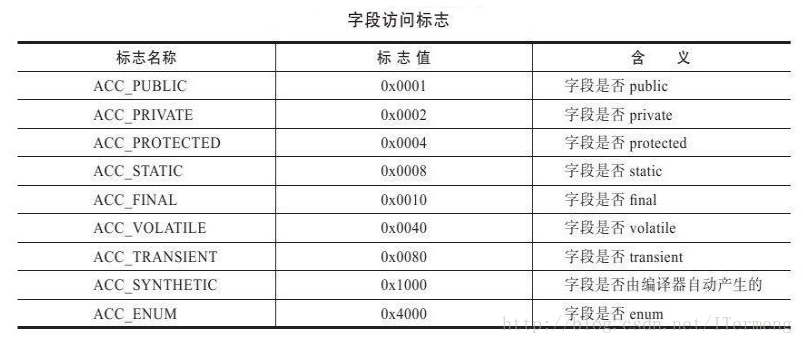 字段访问标志
标志名称 标 志 值 含 义
ACC_PUBLIC 0x0001 字段是否 public
ACC_PRIVATE 0x0002 字段是否 private
ACC_PROTECTED 0x0004 字段是否 protected
ACC_STATIC 0x0008 字段是否 static
ACC_FINAL 0x0010 字段是否 final
ACC_VOLATILE 0x0040 字段是否 volatile
ACC_TRANSIENT 0x0080 字段是否 transient
ACC_SYNTHETIC 0x1000 字段是否由编译器自动产生的
ACC_ENUM 0x4000 字段是否 enum
http://blog.csdn.net/ITermeng